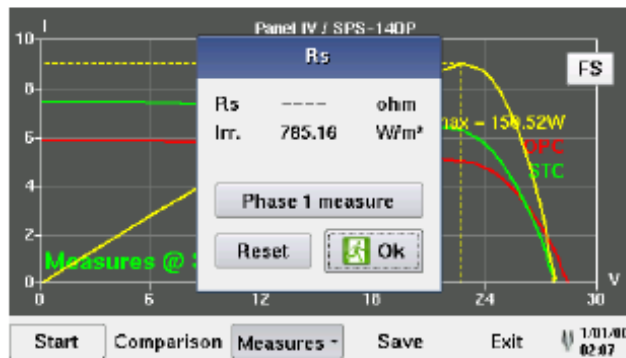 I
Panel IV / SPS-140P
10
8
6
4
2
0
0
6
12
18
24
30
V
FS
max = 150.52W
OPC
STC
Measures @
Rs
Rs ---- ohm
Irr. 785.16 W/m²
Phase 1 measure
Reset
Ok
Start
Comparison
Measures
Save
Exit
1/01/00
02:07